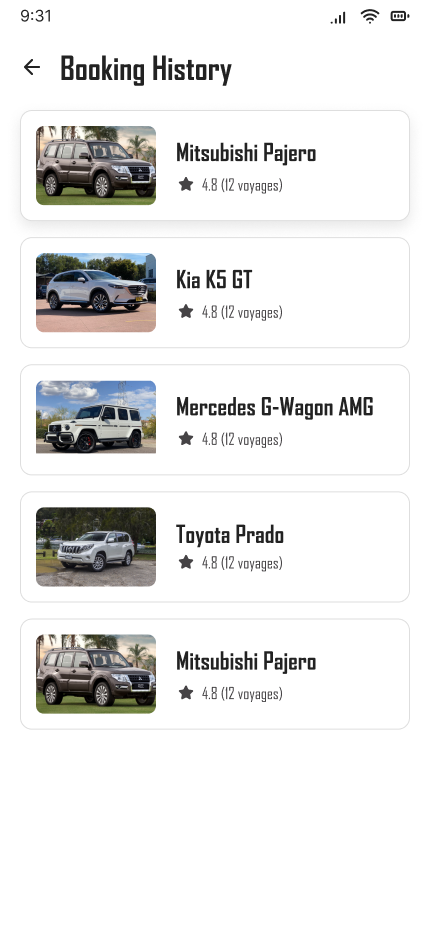 9:31
Booking History
Mitsubishi Pajero
4.8 (12 voyages)
Kia K5 GT
4.8 (12 voyages)
Mercedes G-Wagon AMG
4.8 (12 voyages)
Toyota Prado
4.8 (12 voyages)
Mitsubishi Pajero
4.8 (12 voyages)